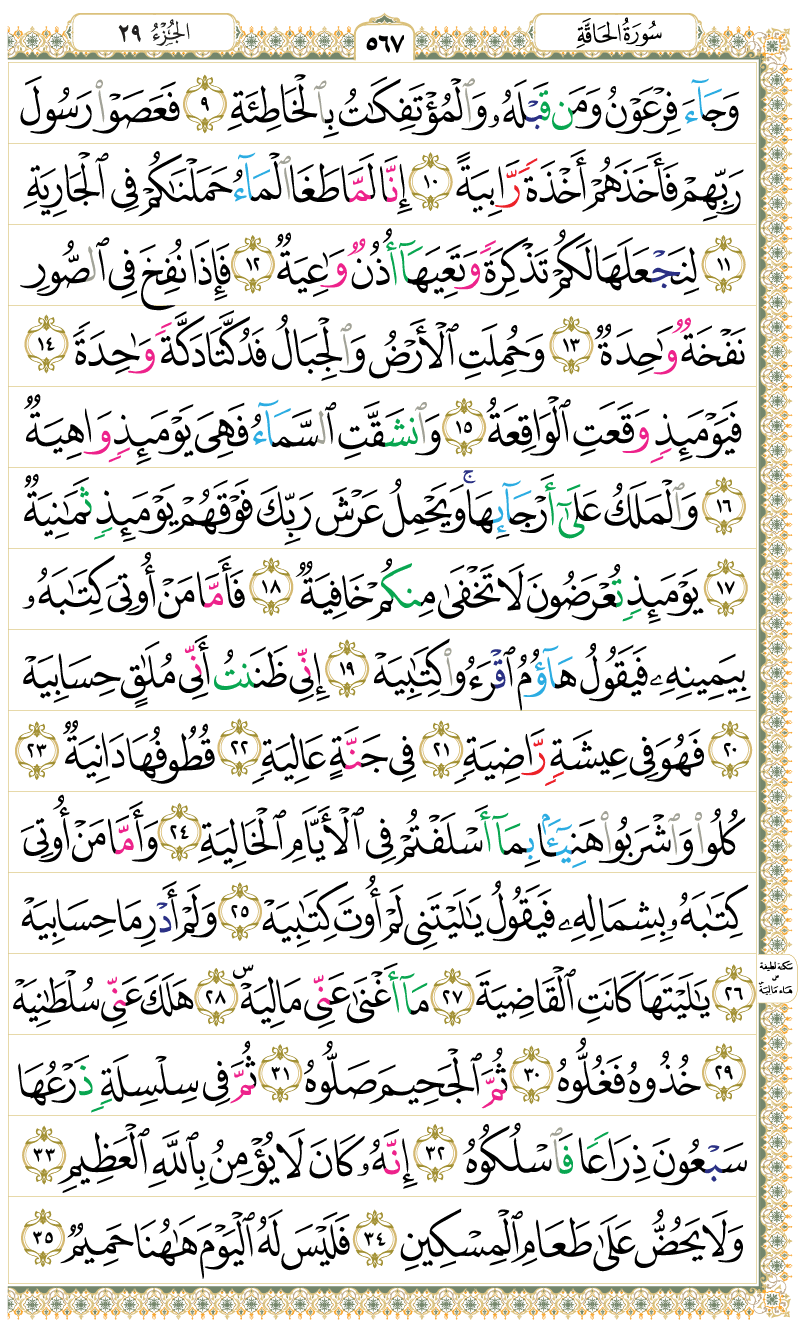 سُورَةُ الحَاقَّةِ
٥٦٧
الجُزْءُ ٢٩
وَجَآءَ فِرْعَوْنُ وَمَن قَبْلَهُۥ وَٱلْمُؤْتَفِكَـٰتُ بِٱلْخَاطِئَةِ ٩ فَعَصَوْا۟ رَسُولَ
رَبِّهِمْ فَأَخَذَهُمْ أَخْذَةً رَّابِيَةً ١٠ إِنَّا لَمَّا طَغَا ٱلْمَآءُ حَمَلْنَـٰكُمْ فِى ٱلْجَارِيَةِ
١١ لِنَجْعَلَهَا لَكُمْ تَذْكِرَةً وَتَعِيَهَآ أُذُنٌ وَٰعِيَةٌ ١٢ فَإِذَا نُفِخَ فِى ٱلصُّورِ
نَفْخَةٌ وَٰحِدَةٌ ١٣ وَحُمِلَتِ ٱلْأَرْضُ وَٱلْجِبَالُ فَدُكَّتَا دَكَّةً وَٰحِدَةً ١٤
فَيَوْمَئِذٍ وَقَعَتِ ٱلْوَاقِعَةُ ١٥ وَٱنشَقَّتِ ٱلسَّمَآءُ فَهِىَ يَوْمَئِذٍ وَاهِيَةٌ
١٦ وَٱلْمَلَكُ عَلَىٰٓ أَرْجَآئِهَا ۚ وَيَحْمِلُ عَرْشَ رَبِّكَ فَوْقَهُمْ يَوْمَئِذٍ ثَمَـٰنِيَةٌ
١٧ يَوْمَئِذٍ تُعْرَضُونَ لَا تَخْفَىٰ مِنكُمْ خَافِيَةٌ ١٨ فَأَمَّا مَنْ أُوتِىَ كِتَـٰبَهُۥ
بِيَمِينِهِۦ فَيَقُولُ هَآؤُمُ ٱقْرَءُوا۟ كِتَـٰبِيَهْ ١٩ إِنِّى ظَنَنتُ أَنِّى مُلَـٰقٍ حِسَابِيَهْ
٢٠ فَهُوَ فِى عِيشَةٍ رَّاضِيَةٍ ٢١ فِى جَنَّةٍ عَالِيَةٍ ٢٢ قُطُوفُهَا دَانِيَةٌ ٢٣
كُلُوا۟ وَٱشْرَبُوا۟ هَنِيٓـًٔۢا بِمَآ أَسْلَفْتُمْ فِى ٱلْأَيَّامِ ٱلْخَالِيَةِ ٢٤ وَأَمَّا مَنْ أُوتِىَ
كِتَـٰبَهُۥ بِشِمَالِهِۦ فَيَقُولُ يَـٰلَيْتَنِى لَمْ أُوتَ كِتَـٰبِيَهْ ٢٥ وَلَمْ أَدْرِ مَا حِسَابِيَهْ
٢٦ يَـٰلَيْتَهَا كَانَتِ ٱلْقَاضِيَةَ ٢٧ مَآ أَغْنَىٰ عَنِّى مَالِيَهْ ۜ ٢٨ هَلَكَ عَنِّى سُلْطَـٰنِيَهْ
سكتة لطيفة
س
هاء ماليه
٢٩ خُذُوهُ فَغُلُّوهُ ٣٠ ثُمَّ ٱلْجَحِيمَ صَلُّوهُ ٣١ ثُمَّ فِى سِلْسِلَةٍ ذَرْعُهَا
سَبْعُونَ ذِرَاعًا فَٱسْلُكُوهُ ٣٢ إِنَّهُۥ كَانَ لَا يُؤْمِنُ بِٱللَّهِ ٱلْعَظِيمِ ٣٣
وَلَا يَحُضُّ عَلَىٰ طَعَامِ ٱلْمِسْكِينِ ٣٤ فَلَيْسَ لَهُ ٱلْيَوْمَ هَـٰهُنَا حَمِيمٌ ٣٥